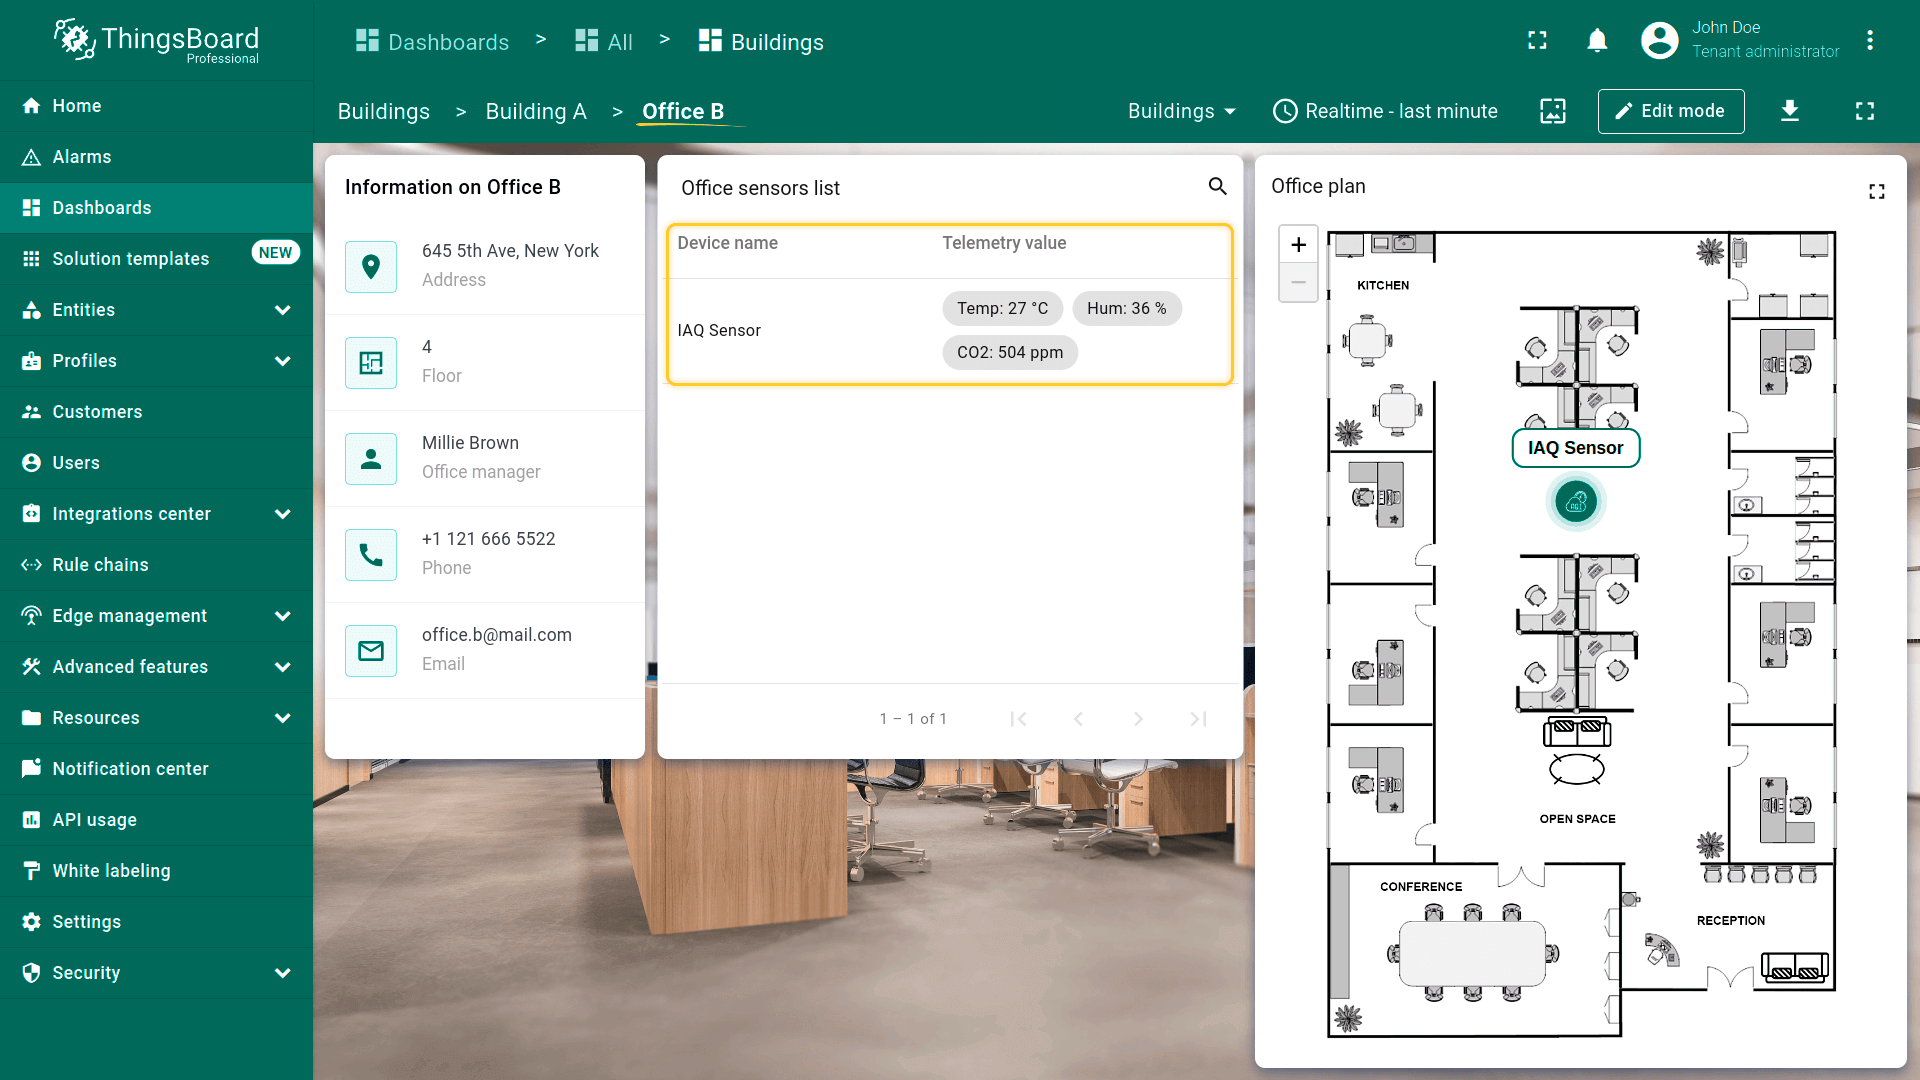 ThingsBoard
Professional
Home
Alarms
Dashboards
Solution templates
NEW
Entities
Profiles
Customers
Users
Integrations center
Rule chains
Edge management
Advanced features
Resources
Notification center
API usage
White labeling
Settings
Security
Dashboards > All > Buildings
John Doe
Tenant administrator
Buildings > Building A > Office B
Buildings
Realtime - last minute
Edit mode
Information on Office B
645 5th Ave, New York
Address
4
Floor
Millie Brown
Office manager
+1 121 666 5522
Phone
office.b@mail.com
Email
Office sensors list
Device name Telemetry value
IAQ Sensor
Temp: 27 °C Hum: 36 %
CO2: 504 ppm
1 – 1 of 1
Office plan
+
−
KITCHEN
IAQ Sensor
OPEN SPACE
CONFERENCE
RECEPTION